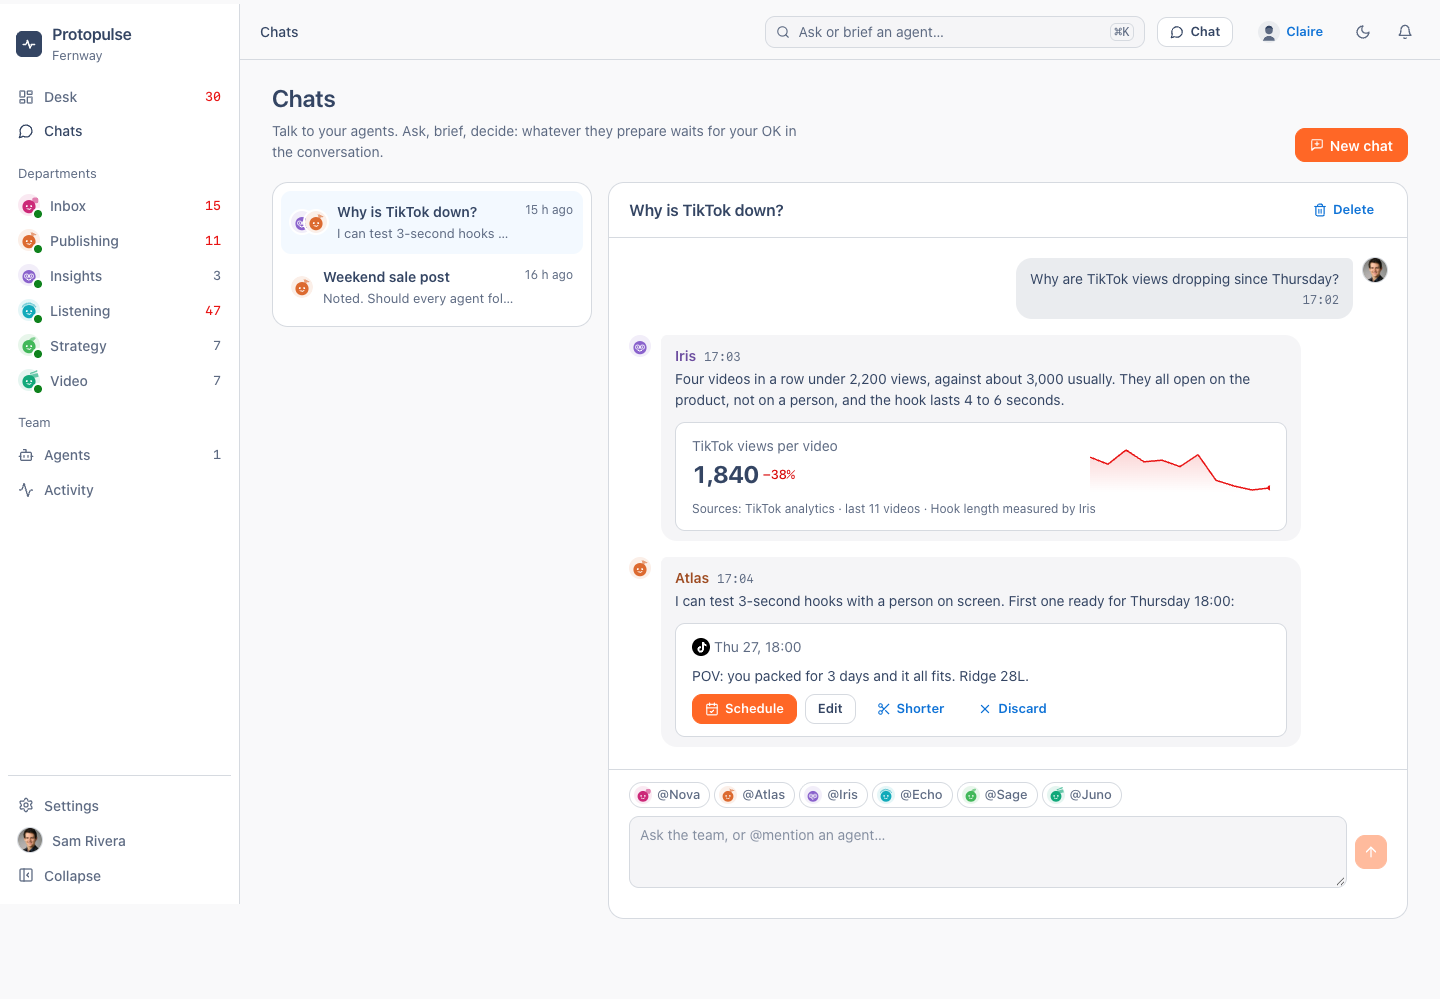 Protopulse
Fernway
Desk 30
Chats
Departments
Inbox 15
Publishing 11
Insights 3
Listening 47
Strategy 7
Video 7
Team
Agents 1
Activity
Settings
Sam Rivera
Collapse
Chats
Ask or brief an agent... ⌘K
Chat
Claire
Chats
Talk to your agents. Ask, brief, decide: whatever they prepare waits for your OK in
the conversation.
New chat
Why is TikTok down? 15 h ago
I can test 3-second hooks ...
Weekend sale post 16 h ago
Noted. Should every agent fol...
Why is TikTok down?
Delete
Why are TikTok views dropping since Thursday?
17:02
Iris 17:03
Four videos in a row under 2,200 views, against about 3,000 usually. They all open on the
product, not on a person, and the hook lasts 4 to 6 seconds.
TikTok views per video
1,840 −38%
Sources: TikTok analytics · last 11 videos · Hook length measured by Iris
Atlas 17:04
I can test 3-second hooks with a person on screen. First one ready for Thursday 18:00:
Thu 27, 18:00
POV: you packed for 3 days and it all fits. Ridge 28L.
Schedule Edit Shorter Discard
@Nova @Atlas @Iris @Echo @Sage @Juno
Ask the team, or @mention an agent...